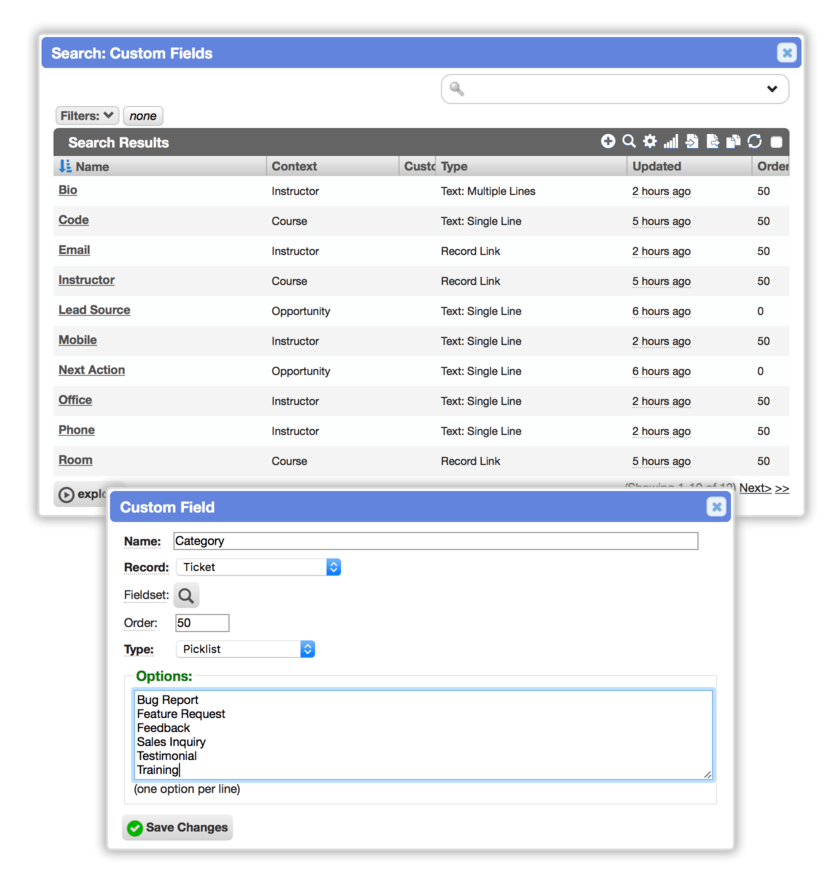 Search: Custom Fields
Filters: none
Search Results
Name Context Custo Type Updated Order
Bio Instructor Text: Multiple Lines 2 hours ago 50
Code Course Text: Single Line 5 hours ago 50
Email Instructor Record Link 2 hours ago 50
Instructor Course Record Link 5 hours ago 50
Lead Source Opportunity Text: Single Line 6 hours ago 0
Mobile Instructor Text: Single Line 2 hours ago 50
Next Action Opportunity Text: Single Line 6 hours ago 0
Office Instructor Text: Single Line 2 hours ago 50
Phone Instructor Text: Single Line 2 hours ago 50
Room Course Record Link 5 hours ago 50
explo Next> >>
Custom Field
Name: Category
Record: Ticket
Fieldset:
Order: 50
Type: Picklist
Options:
Bug Report
Feature Request
Feedback
Sales Inquiry
Testimonial
Training
(one option per line)
Save Changes